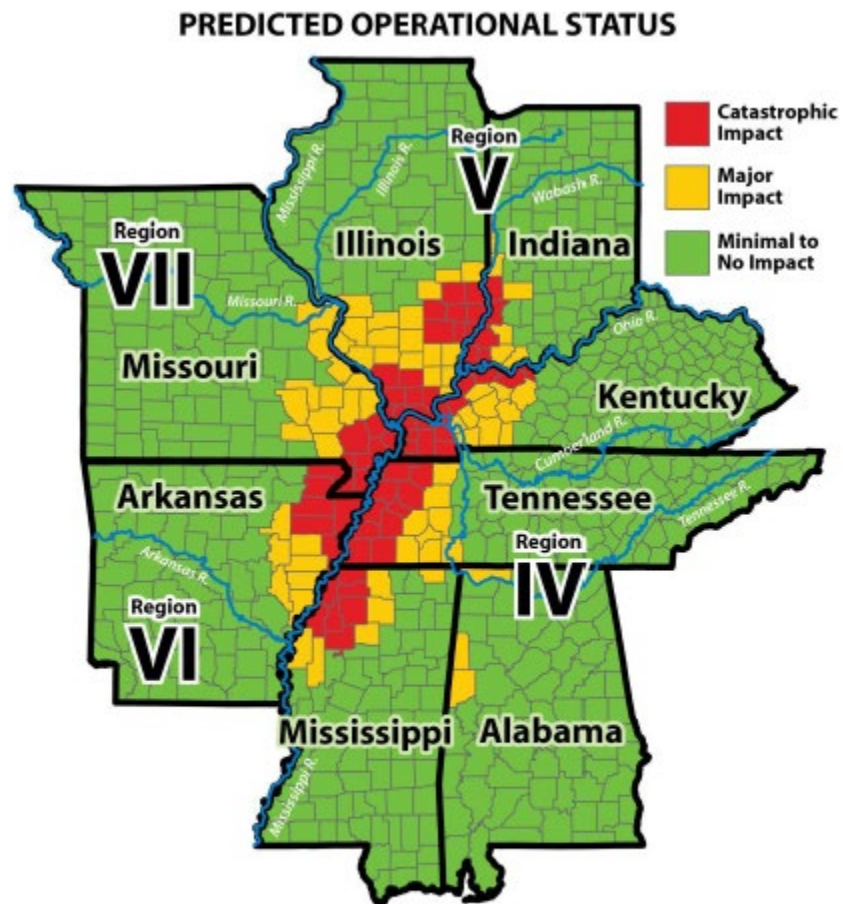 PREDICTED OPERATIONAL STATUS
Catastrophic
Impact
Major
Impact
Minimal to
No Impact
Region
V
Mississippi R.
Illinois R.
Wabash R.
Illinois
Indiana
Region
VII
Missouri R.
Ohio R.
Missouri
Kentucky
Cumberland R.
Arkansas
Tennessee
Tennessee R.
Arkansas R.
Region
IV
Region
VI
Mississippi
Alabama
Mississippi R.